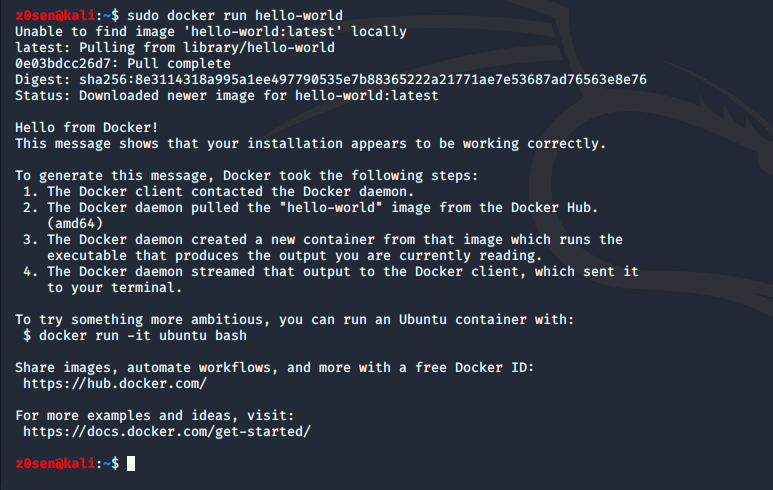 z0sen@kali:~$ sudo docker run hello-world
Unable to find image 'hello-world:latest' locally
latest: Pulling from library/hello-world
0e03bdcc26d7: Pull complete
Digest: sha256:8e3114318a995a1ee497790535e7b88365222a21771ae7e53687ad76563e8e76
Status: Downloaded newer image for hello-world:latest

Hello from Docker!
This message shows that your installation appears to be working correctly.

To generate this message, Docker took the following steps:
 1. The Docker client contacted the Docker daemon.
 2. The Docker daemon pulled the "hello-world" image from the Docker Hub.
    (amd64)
 3. The Docker daemon created a new container from that image which runs the
    executable that produces the output you are currently reading.
 4. The Docker daemon streamed that output to the Docker client, which sent it
    to your terminal.

To try something more ambitious, you can run an Ubuntu container with:
 $ docker run -it ubuntu bash

Share images, automate workflows, and more with a free Docker ID:
 https://hub.docker.com/

For more examples and ideas, visit:
 https://docs.docker.com/get-started/

z0sen@kali:~$